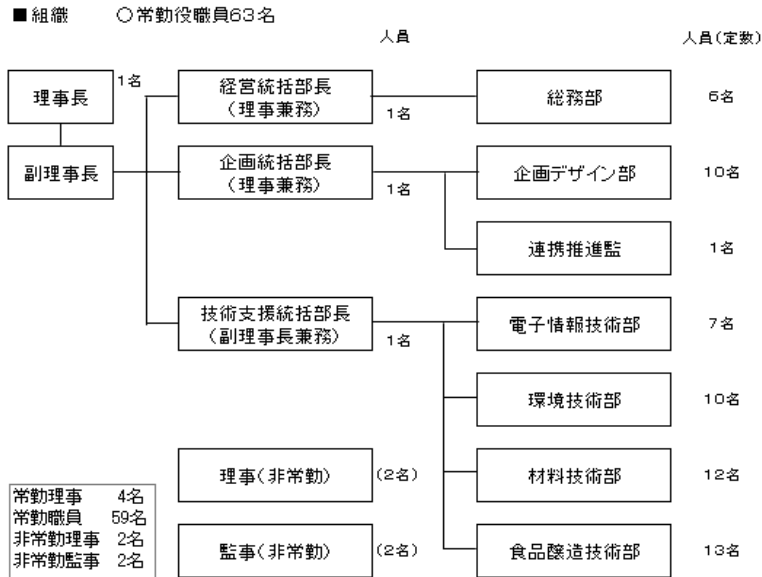 ■組織　○常勤役職員63名
人員
人員(定数)
理事長
1名
経営統括部長
(理事兼務)
1名
総務部
6名
副理事長
企画統括部長
(理事兼務)
1名
企画デザイン部
10名
連携推進監
1名
技術支援統括部長
(副理事長兼務)
1名
電子情報技術部
7名
環境技術部
10名
理事(非常勤)
(2名)
材料技術部
12名
監事(非常勤)
(2名)
食品醸造技術部
13名
常勤理事　4名
常勤職員　59名
非常勤理事　2名
非常勤監事　2名